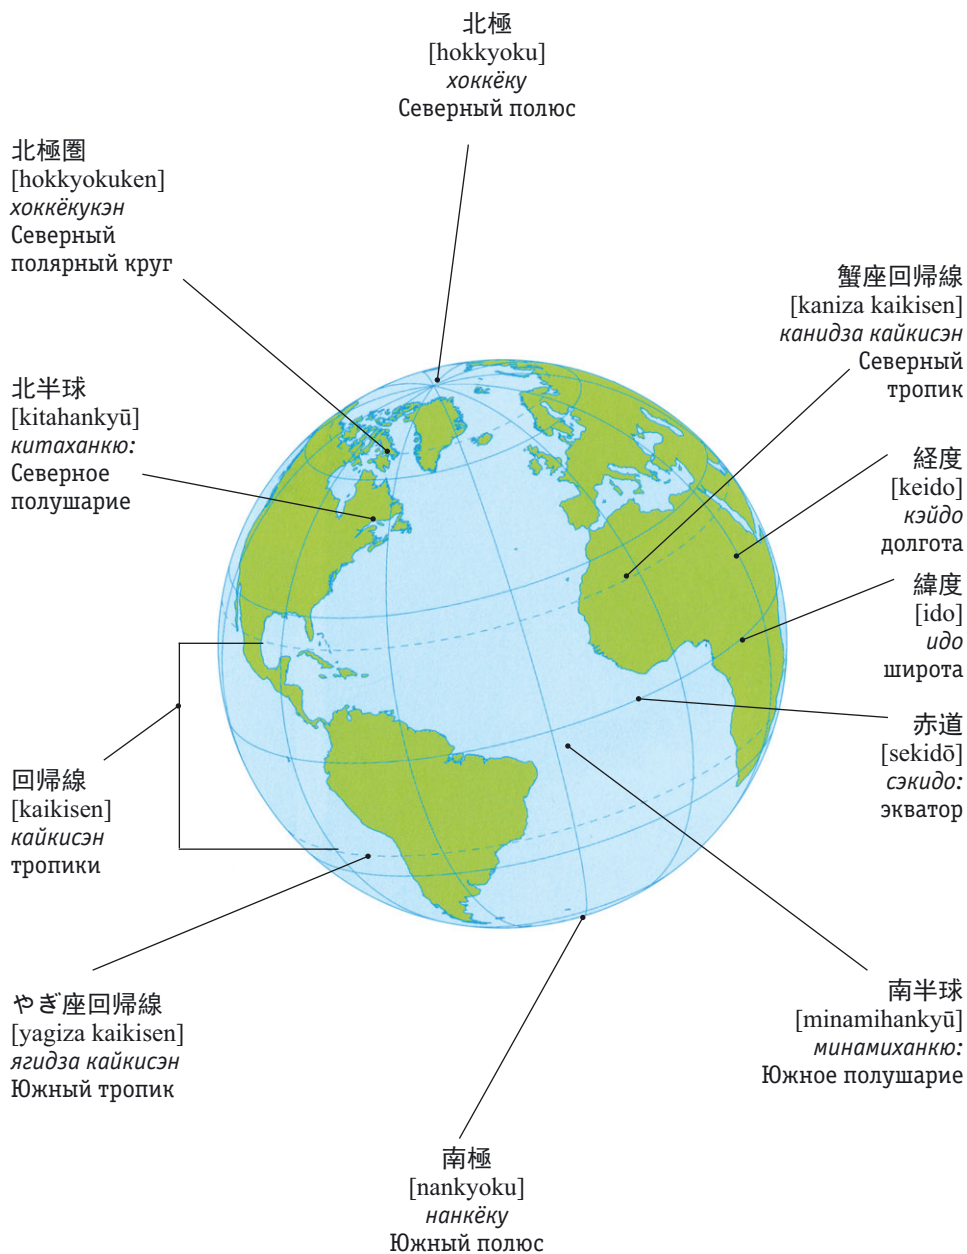 北極
[hokkyoku]
хоккёку
Северный полюс
北極圏
[hokkyokuken]
хоккёкукэн
Северный
полярный круг
蟹座回帰線
[kaniza kaikisen]
канидза кайкисэн
Северный
тропик
北半球
[kitahankyū]
китаханкю:
Северное
полушарие
経度
[keido]
кэйдо
долгота
緯度
[ido]
идо
широта
赤道
[sekidō]
сэкидо:
экватор
回帰線
[kaikisen]
кайкисэн
тропики
やぎ座回帰線
[yagiza kaikisen]
ягидза кайкисэн
Южный тропик
南半球
[minamihankyū]
минамиханкю:
Южное полушарие
南極
[nankyoku]
нанкёку
Южный полюс